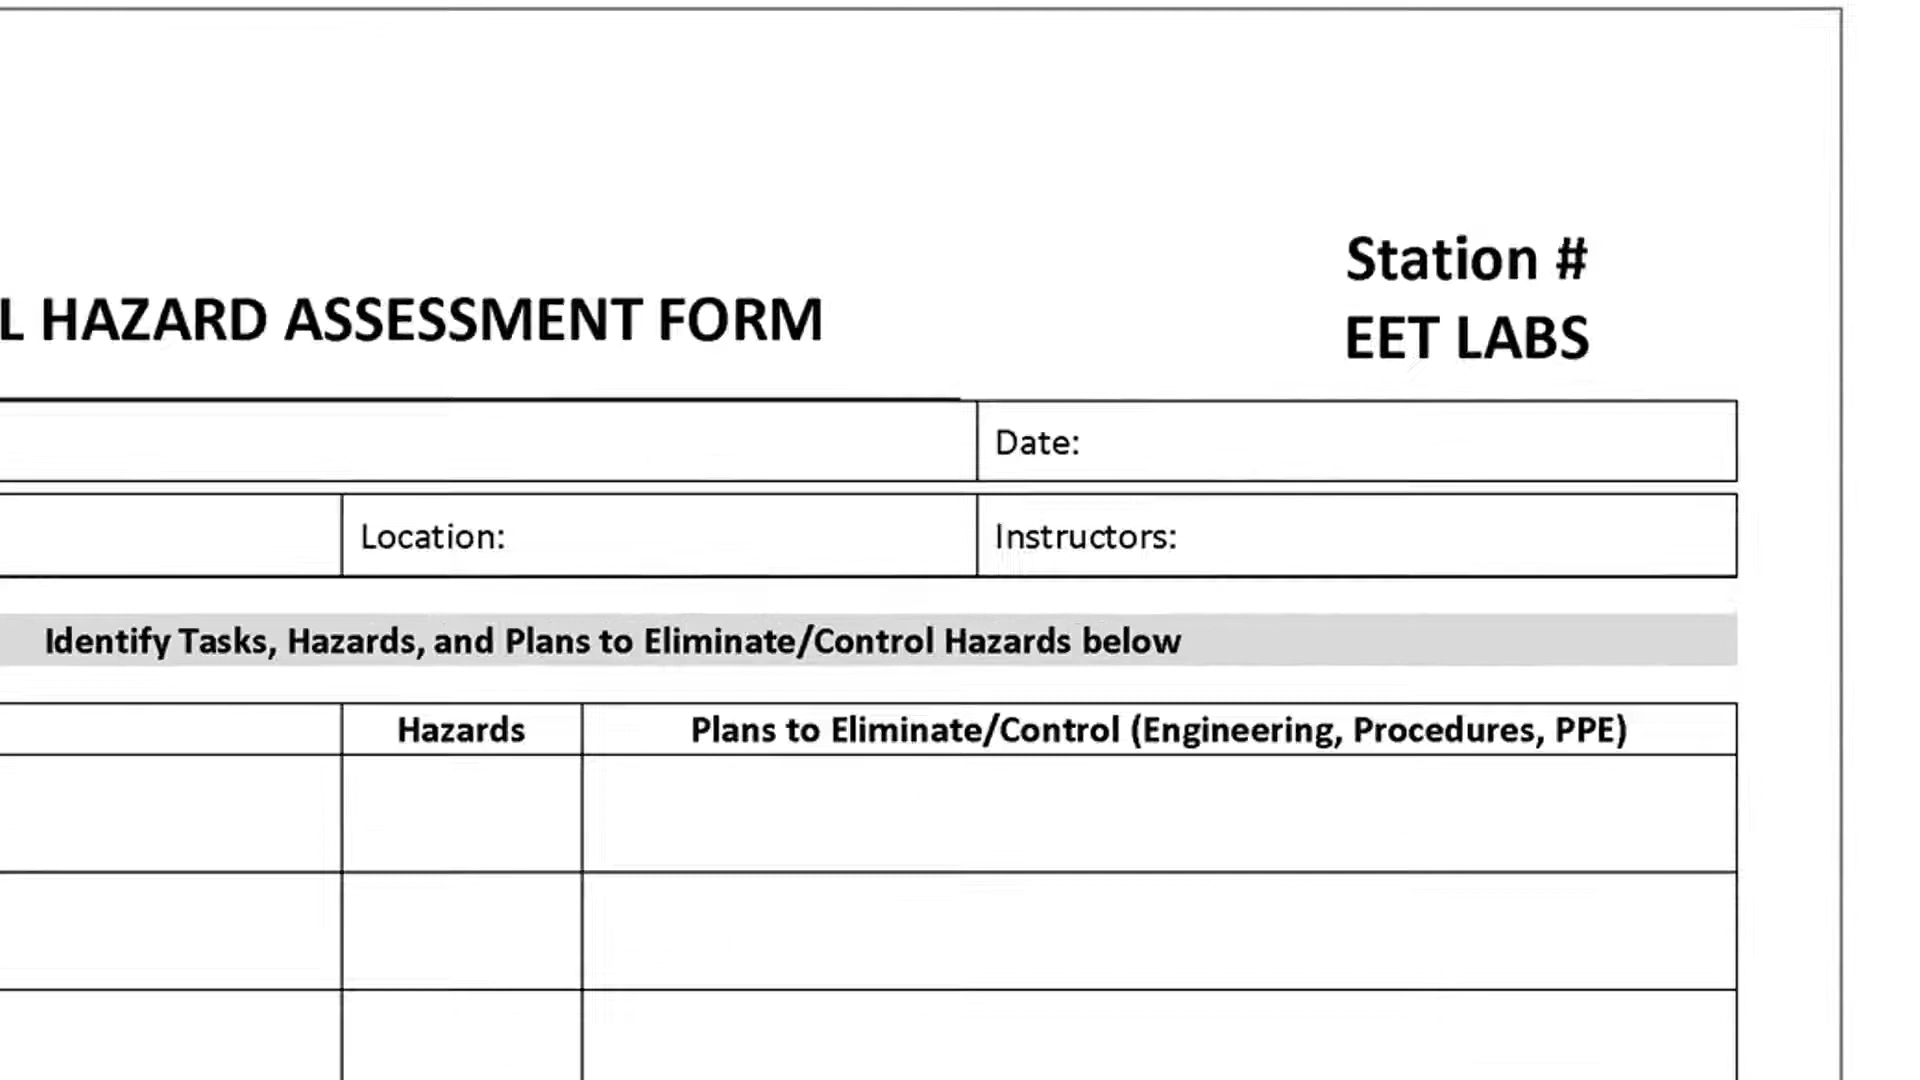 Station #
L HAZARD ASSESSMENT FORM
EET LABS
Date:
Location:
Instructors:
Identify Tasks, Hazards, and Plans to Eliminate/Control Hazards below
Hazards
Plans to Eliminate/Control (Engineering, Procedures, PPE)